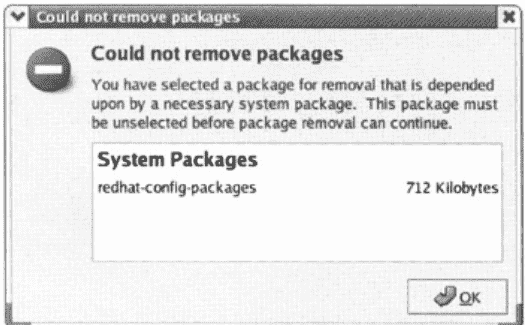 Could not remove packages
Could not remove packages
You have selected a package for removal that is depended
upon by a necessary system package. This package must
be unselected before package removal can continue.
System Packages
redhat-config-packages 712 Kilobytes
OK